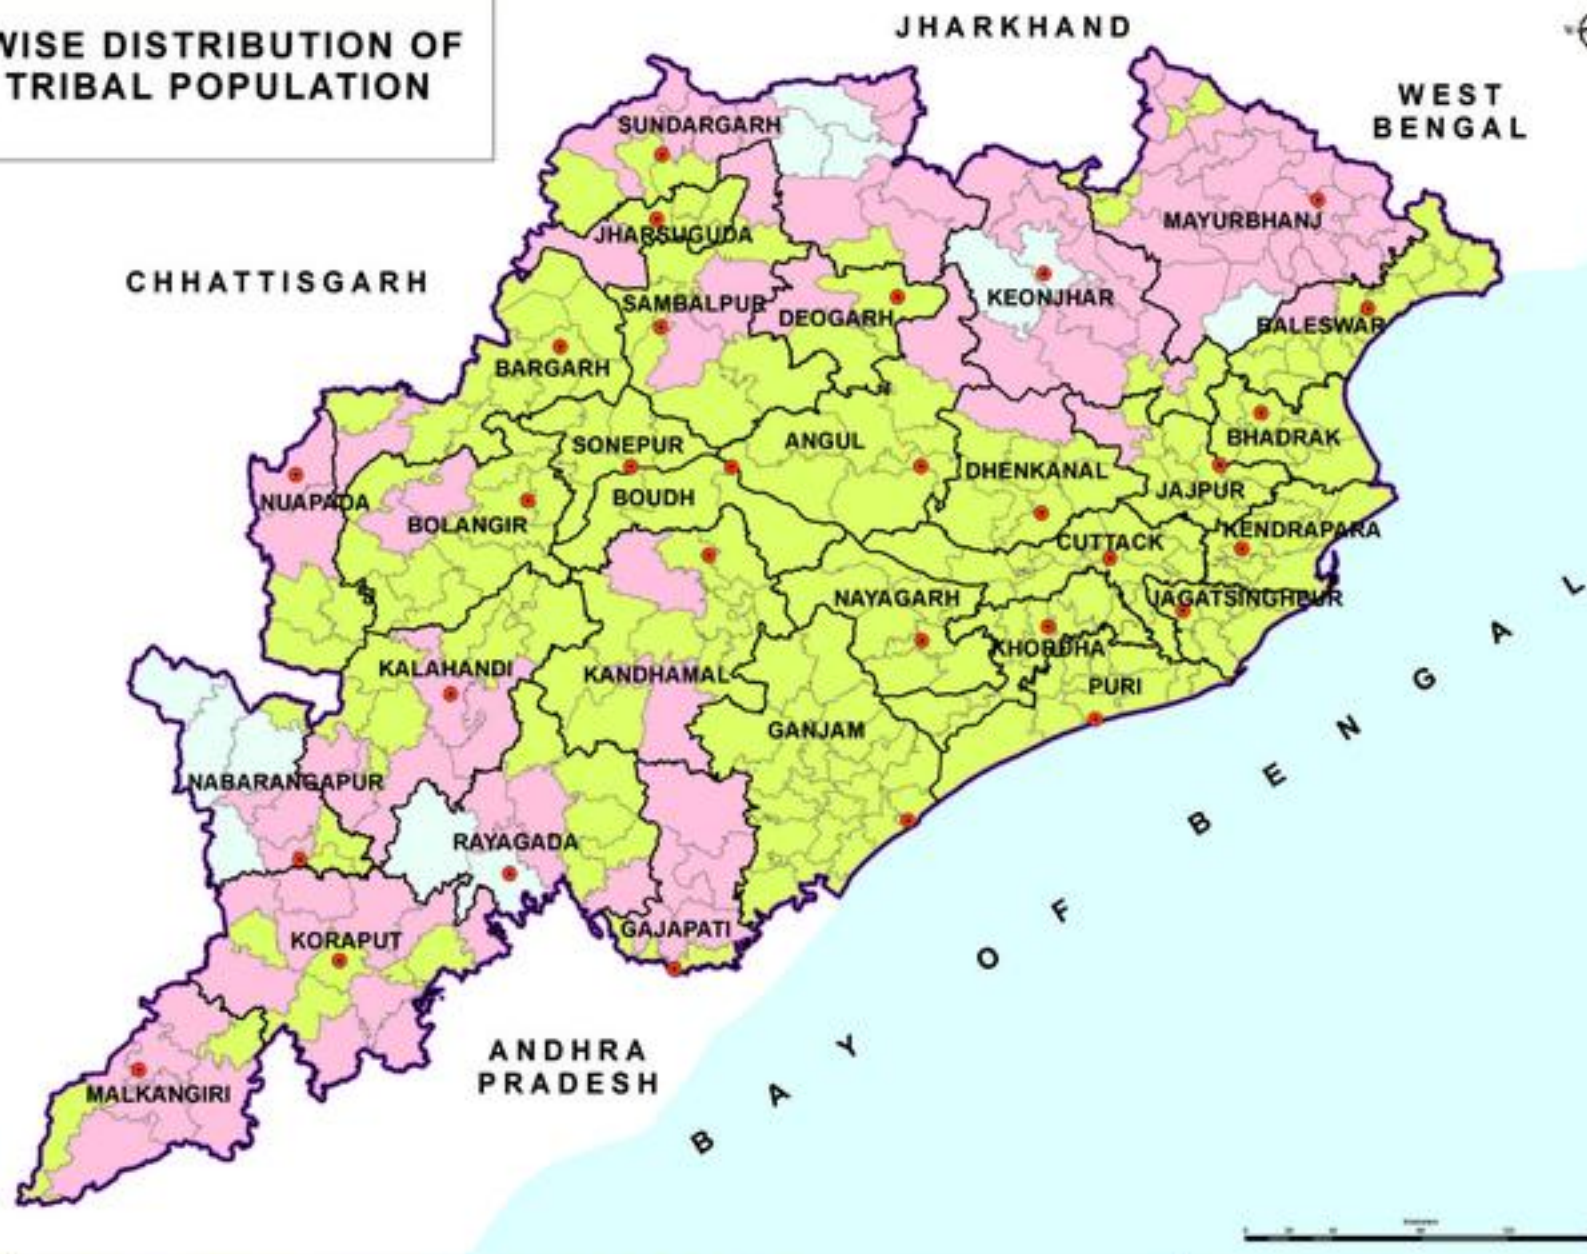 WISE DISTRIBUTION OF
TRIBAL POPULATION
JHARKHAND
WEST
BENGAL
CHHATTISGARH
SUNDARGARH
MAYURBHANJ
JHARSUGUDA
SAMBALPUR
DEOGARH
KEONJHAR
BALESWAR
BARGARH
SONEPUR
ANGUL
BHADRAK
DHENKANAL
NUAPADA
BOUDH
JAJPUR
BOLANGIR
KENDRAPARA
CUTTACK
NAYAGARH
JAGATSINGHPUR
KHORDHA
KALAHANDI
KANDHAMAL
PURI
GANJAM
NABARANGAPUR
RAYAGADA
GAJAPATI
KORAPUT
MALKANGIRI
ANDHRA
PRADESH
BAY OF BENGAL